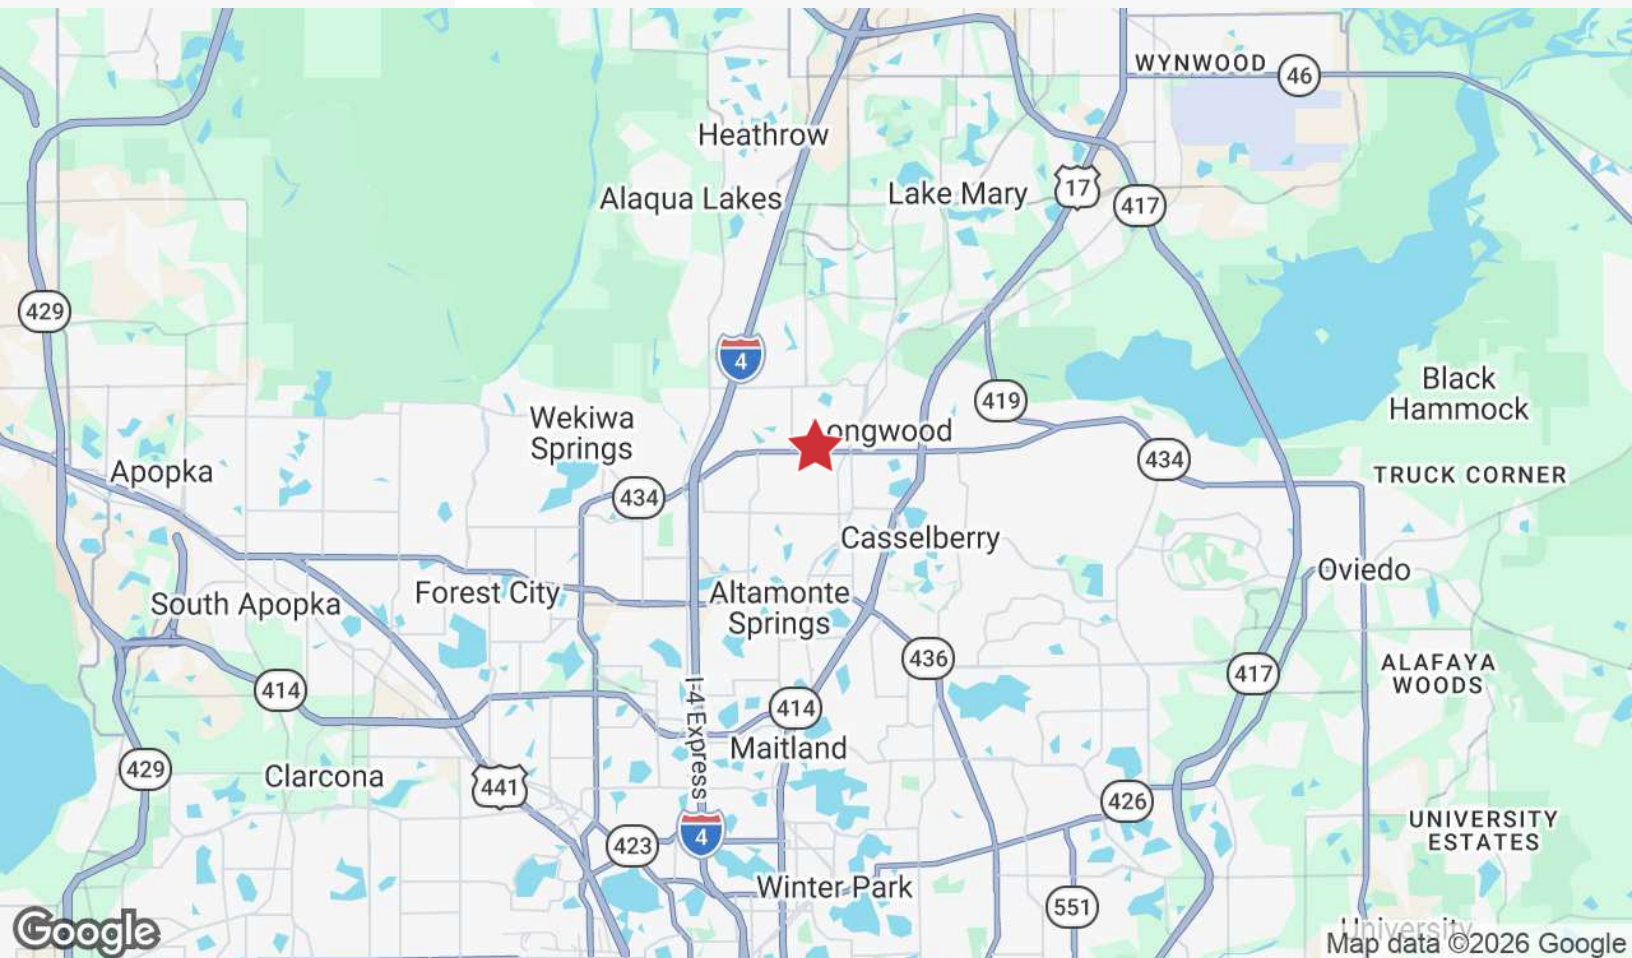 WYNWOOD
46
Heathrow
17
Alaqua Lakes
Lake Mary
417
429
4
Black
Hammock
419
Wekiwa
Springs
ongwood
434
Apopka
TRUCK CORNER
434
Casselberry
Oviedo
Forest City
Altamonte
Springs
South Apopka
436
ALAFAYA
WOODS
417
414
I-4 Express
414
Maitland
429
Clarcona
441
426
UNIVERSITY
ESTATES
4
423
Winter Park
551
University
Google
Map data ©2026 Google